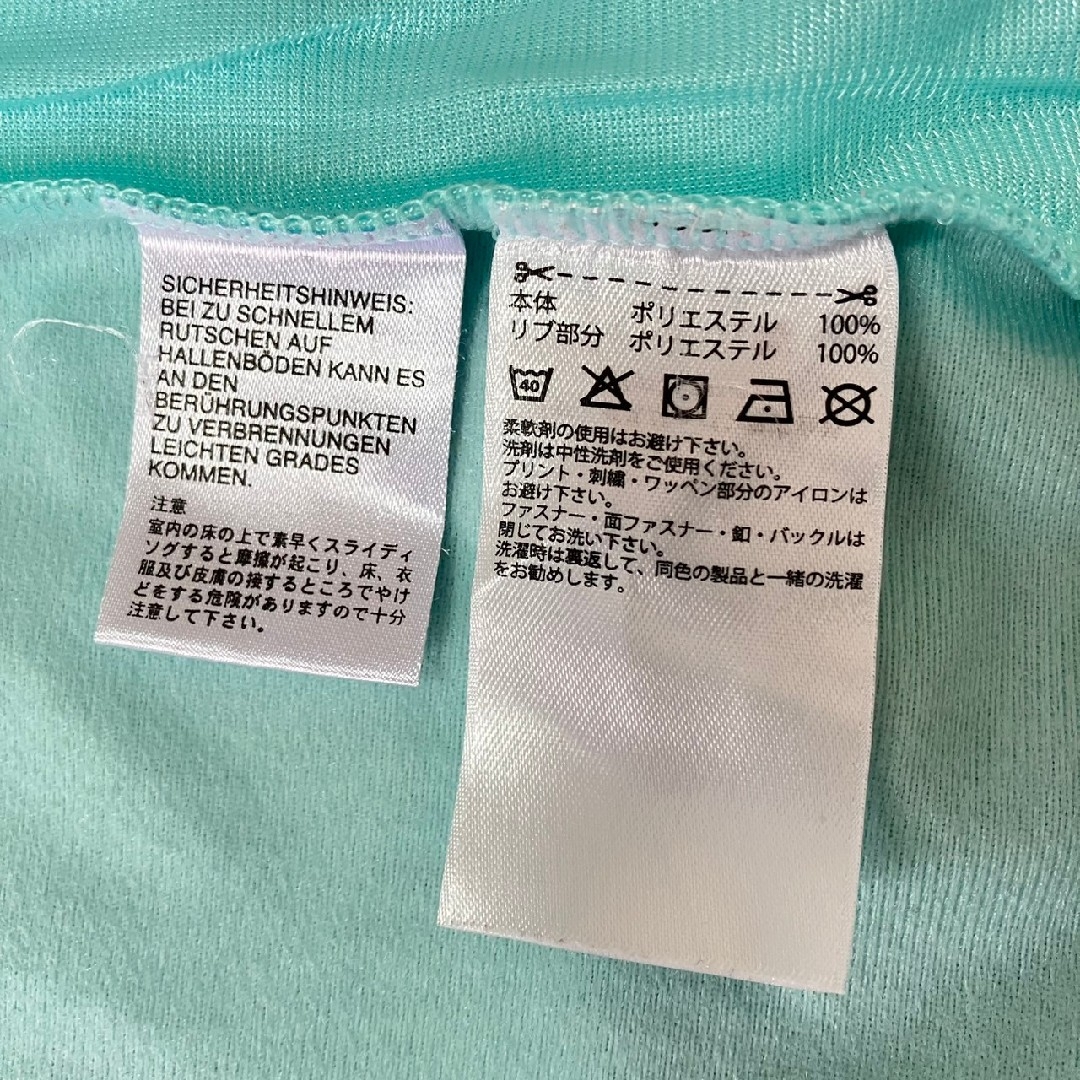 SICHERHEITSHINWEIS:
BEI ZU SCHNELLEM
RUTSCHEN AUF
HALLENBÖDEN KANN ES
AN DEN
BERÜHRUNGSPUNKTEN
ZU VERBRENNUNGEN
LEICHTEN GRADES
KOMMEN.
注意
室内の床の上で素早くスライディ
ングすると摩擦が起こり、床、衣
服及び皮膚の接するところでやけ
どをする危険がありますので十分
注意して下さい。
本体 ポリエステル 100%
リブ部分 ポリエステル 100%
40
柔軟剤の使用はお避け下さい。
洗剤は中性洗剤をご使用ください。
プリント・刺繍・ワッペン部分のアイロンは
お避け下さい。
ファスナー・面ファスナー・釦・バックルは
閉じてお洗い下さい。
洗濯時は裏返して、同色の製品と一緒の洗濯
をお勧めします。